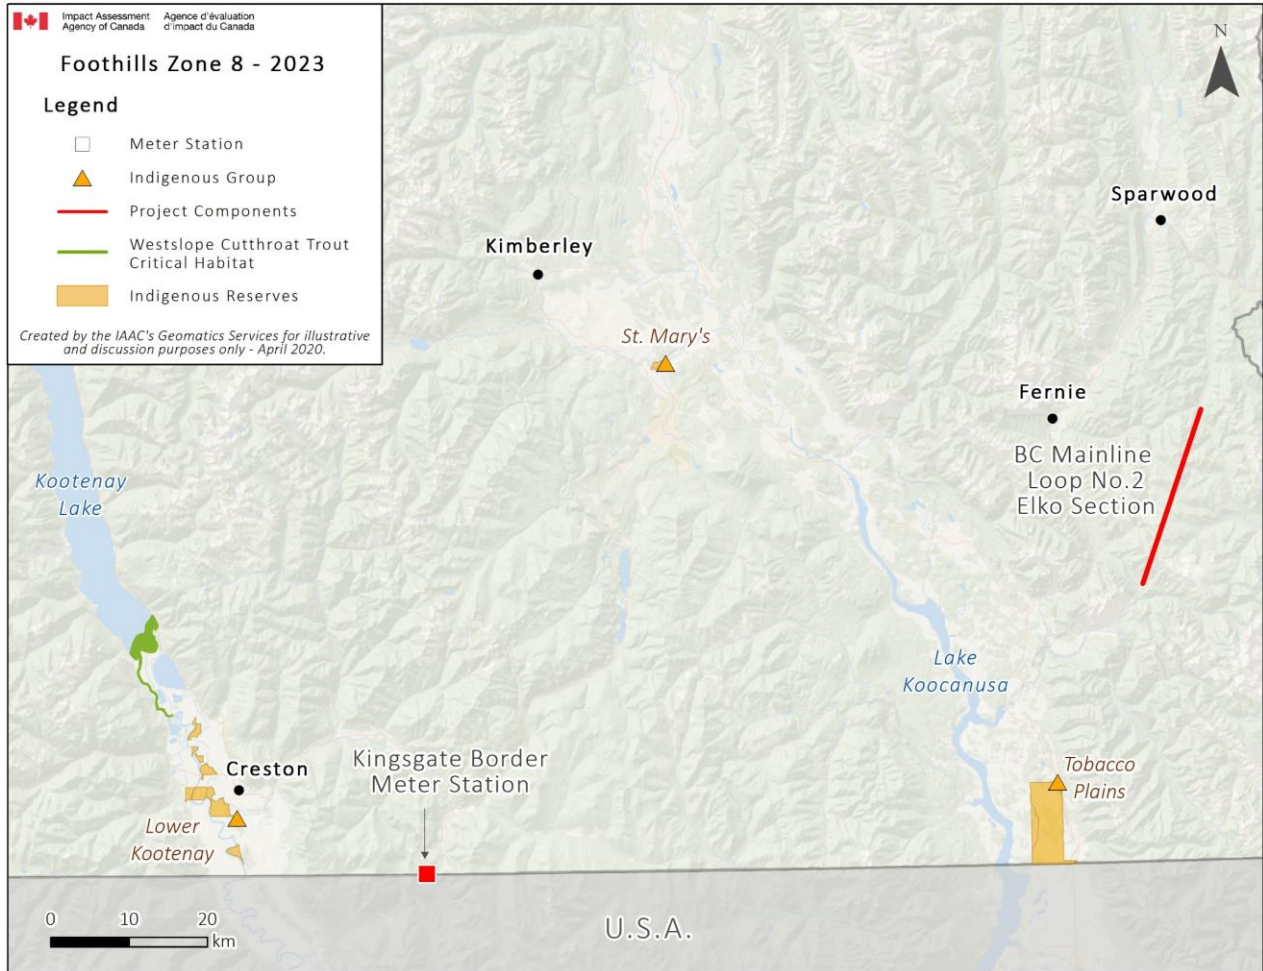 Impact Assessment
Agency of Canada
Agence d'évaluation
d'impact du Canada
Foothills Zone 8 - 2023
Legend
Meter Station
Indigenous Group
Project Components
Westslope Cutthroat Trout
Critical Habitat
Indigenous Reserves
Created by the IAAC's Geomatics Services for illustrative
and discussion purposes only - April 2020.
N
Sparwood
Kimberley
St. Mary's
Fernie
BC Mainline
Loop No.2
Elko Section
Kootenay
Lake
Lake
Koocanusa
Kingsgate Border
Meter Station
Creston
Tobacco
Plains
Lower
Kootenay
U.S.A.
0 10 20
km